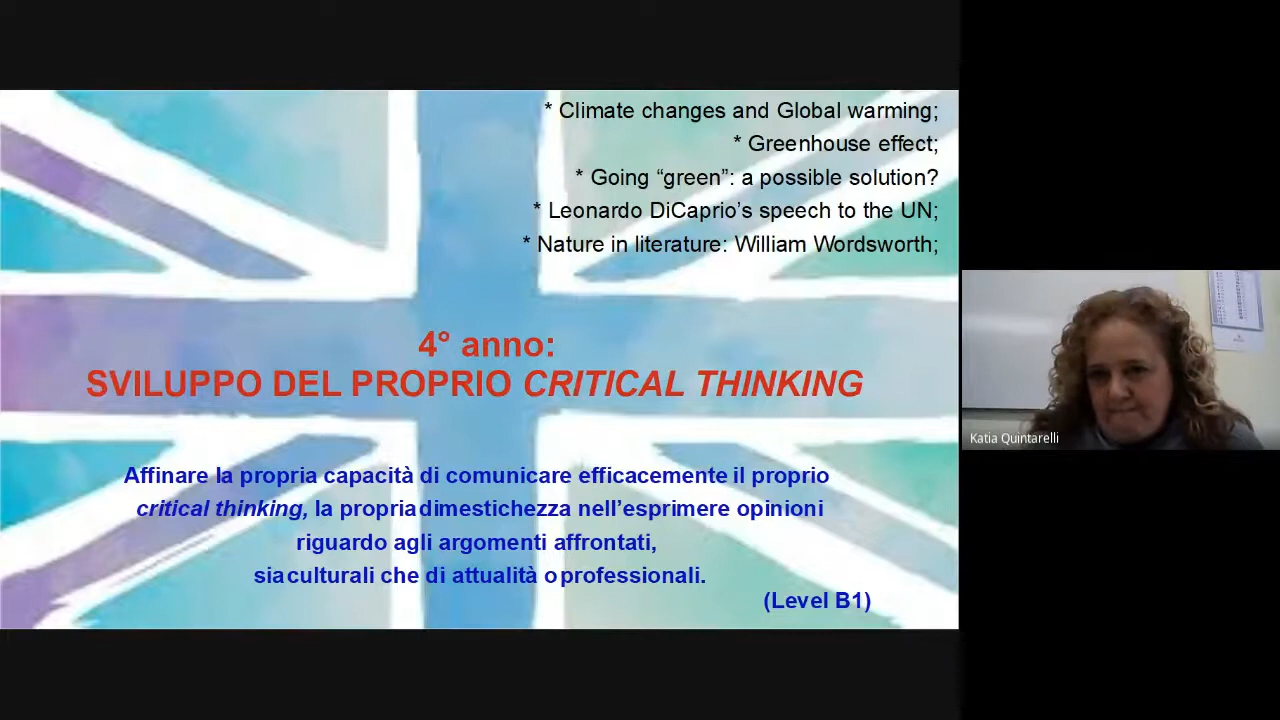 * Climate changes and Global warming;
* Greenhouse effect;
* Going “green”: a possible solution?
* Leonardo DiCaprio’s speech to the UN;
* Nature in literature: William Wordsworth;
4° anno:
SVILUPPO DEL PROPRIO CRITICAL THINKING
Affinare la propria capacità di comunicare efficacemente il proprio
critical thinking, la propria dimestichezza nell’esprimere opinioni
riguardo agli argomenti affrontati,
sia culturali che di attualità o professionali.
(Level B1)
Katia Quintarelli